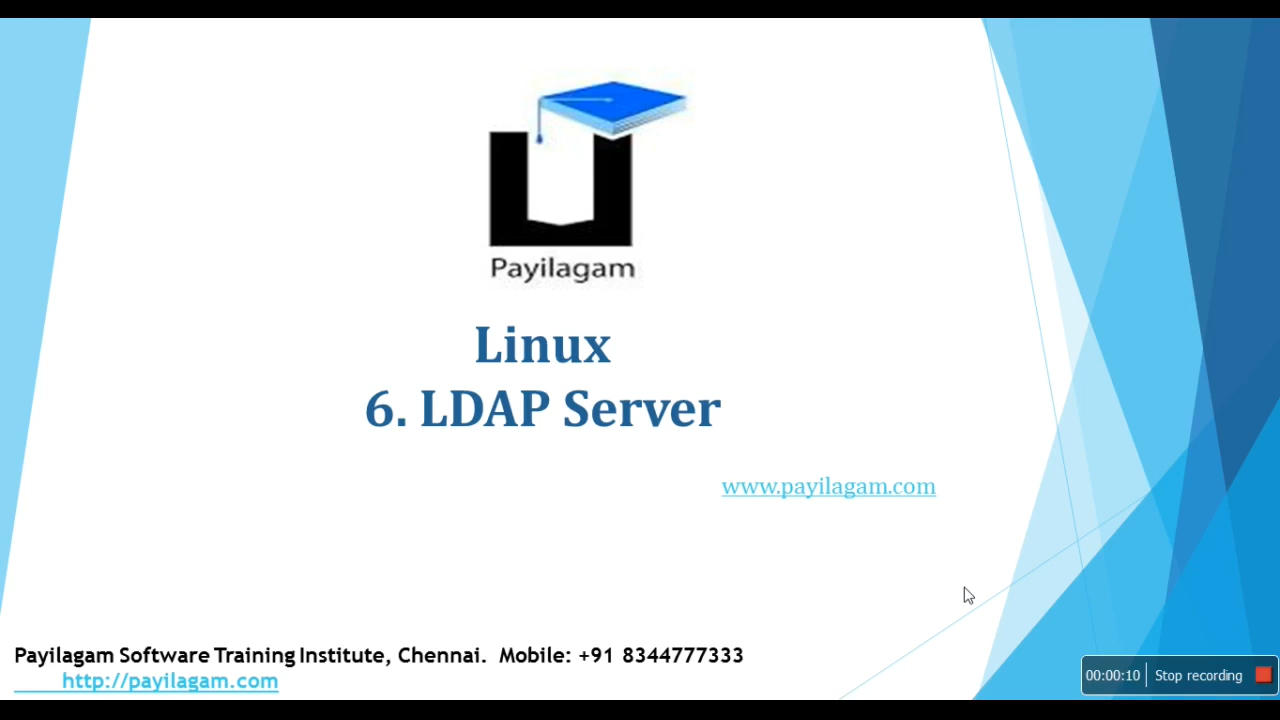 Payilagam
Linux
6. LDAP Server
www.payilagam.com
Payilagam Software Training Institute, Chennai. Mobile: +91 8344777333
http://payilagam.com
00:00:10 Stop recording